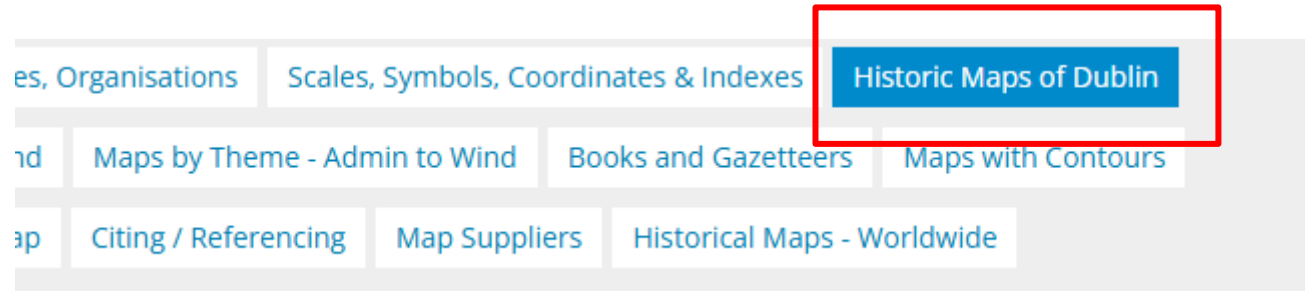 es, Organisations Scales, Symbols, Coordinates & Indexes Historic Maps of Dublin
nd Maps by Theme - Admin to Wind Books and Gazetteers Maps with Contours
ap Citing / Referencing Map Suppliers Historical Maps - Worldwide